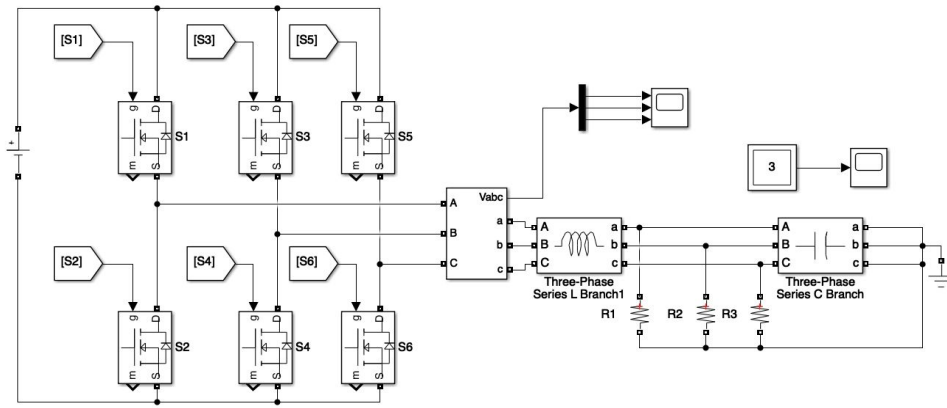 [S1]
[S3]
[S5]
g
D
S1
m
S
g
D
S3
m
S
g
D
S5
m
S
+
3
Vabc
A
B
C
a
b
c
A
B
C
a
b
c
Three-Phase
Series L Branch1
A
B
C
a
b
c
Three-Phase
Series C Branch
[S2]
[S4]
[S6]
R1
R2
R3
+
+
+
g
D
S2
m
S
g
D
S4
m
S
g
D
S6
m
S